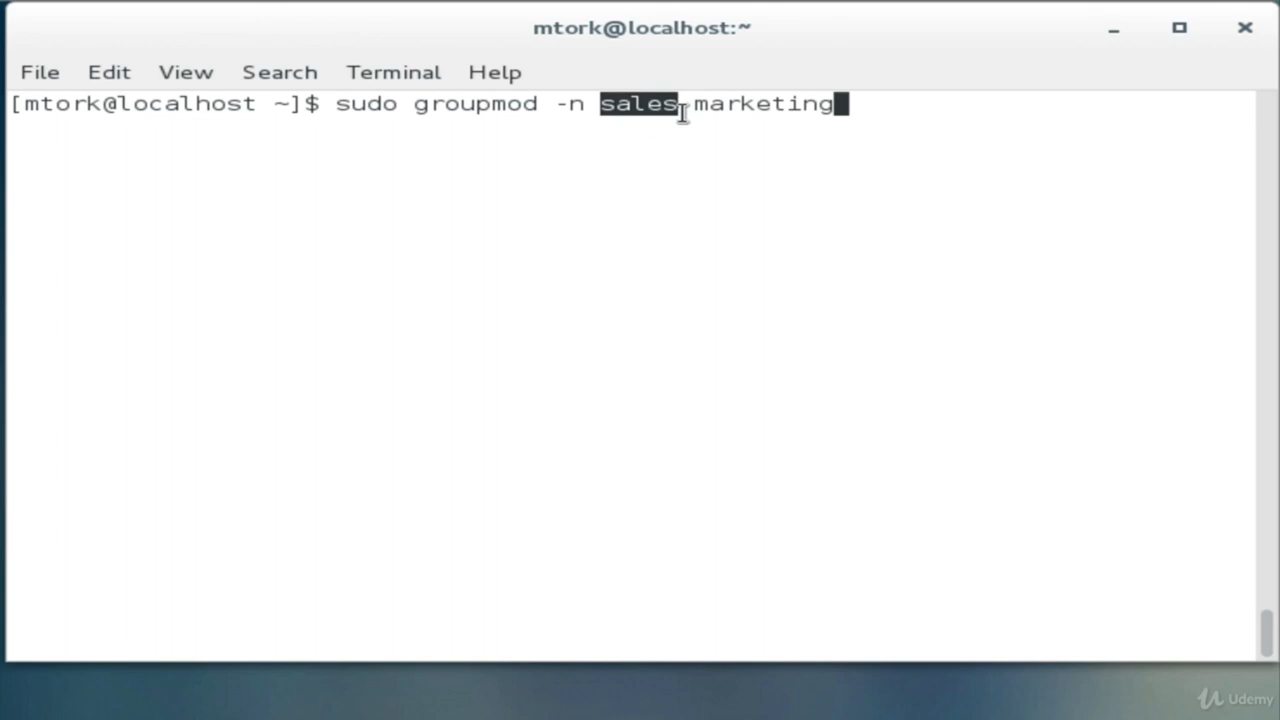 mtork@localhost:~
File Edit View Search Terminal Help
[mtork@localhost ~]$ sudo groupmod -n sales marketing
Udemy